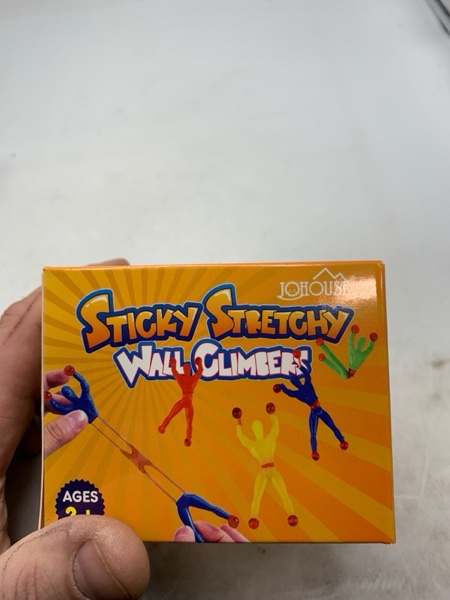 JOHOUSE
STICKY STRETCHY
WALL CLIMBERS
AGES